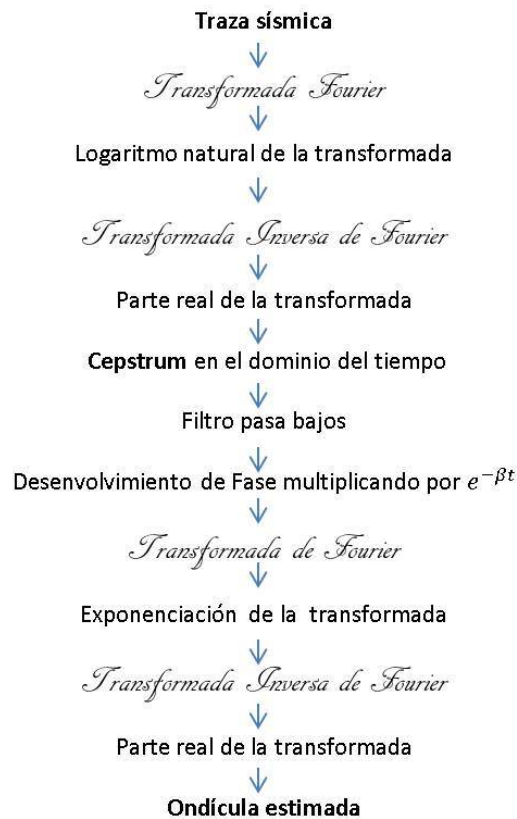 Traza sísmica
Transformada Fourier
Logaritmo natural de la transformada
Transformada Inversa de Fourier
Parte real de la transformada
Cepstrum en el dominio del tiempo
Filtro pasa bajos
Desenvolvimiento de Fase multiplicando por e^{-βt}
Transformada de Fourier
Exponenciación de la transformada
Transformada Inversa de Fourier
Parte real de la transformada
Ondícula estimada